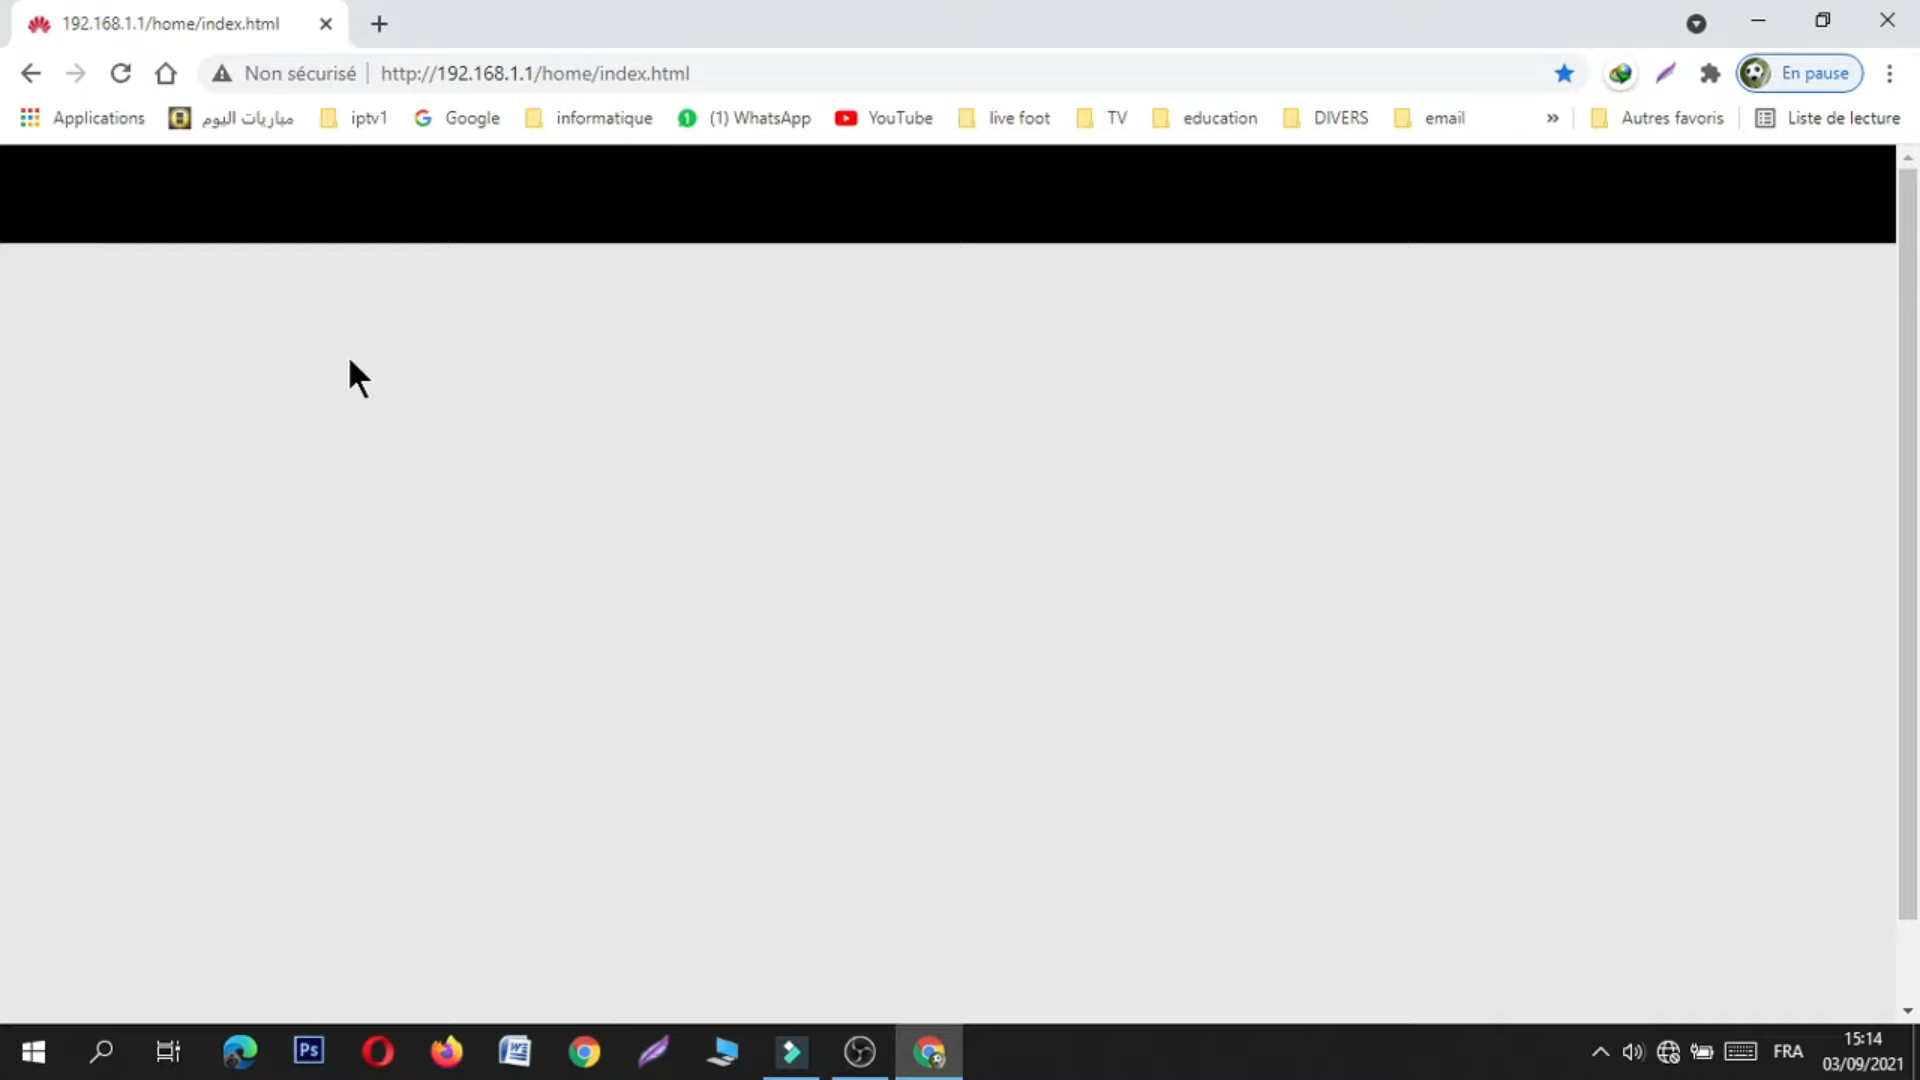 192.168.1.1/home/index.html
Non sécurisé | http://192.168.1.1/home/index.html En pause
Applications مباريات اليوم iptv1 Google informatique (1) WhatsApp YouTube live foot TV education DIVERS email » Autres favoris Liste de lecture
Ps FRA 15:14
03/09/2021